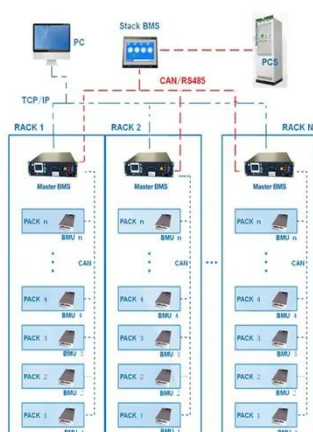 PC
Stack BMS
PCS
CAN/RS485
TCP/IP
RACK 1
RACK 2
RACK N
Master BMS
Master BMS
Master BMS
PACK n
PACK n
PACK n
BMU n
BMU n
BMU n
CAN
CAN
CAN
PACK 4
PACK 4
PACK 4
BMU 4
BMU 4
BMU 4
PACK 3
PACK 3
PACK 3
BMU 3
BMU 3
BMU 3
PACK 2
PACK 2
PACK 2
BMU 2
BMU 2
BMU 2
PACK 1
PACK 1
PACK 1